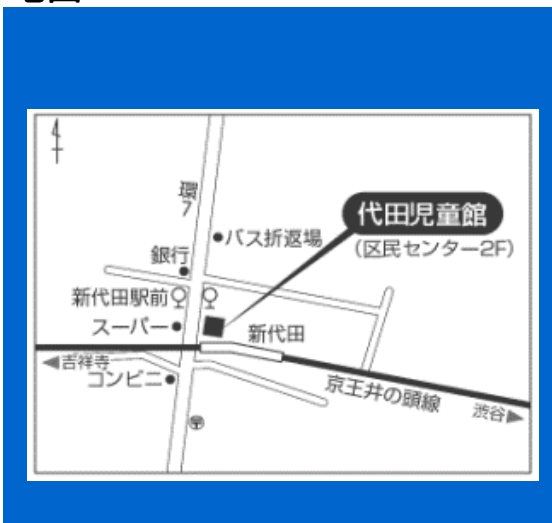 環7
代田児童館
(区民センター2F)
バス折返場
銀行
新代田駅前
スーパー
新代田
吉祥寺
コンビニ
京王井の頭線
渋谷
〒